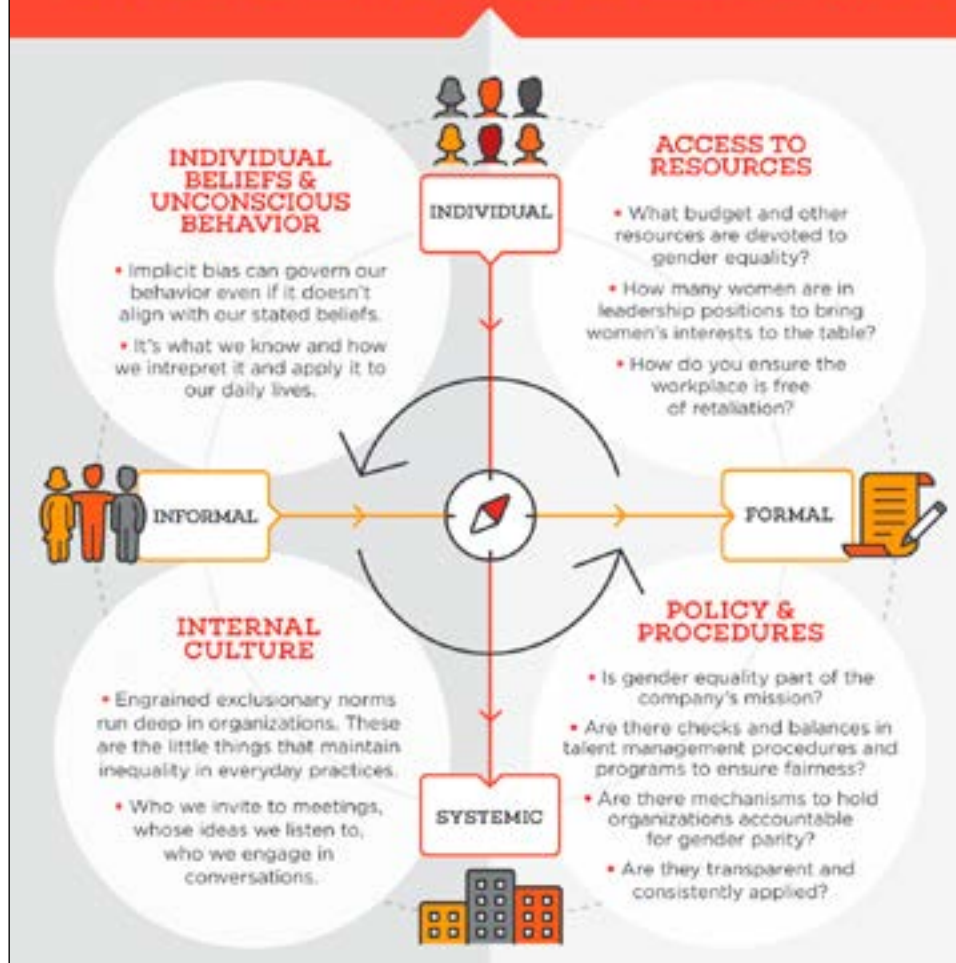 INDIVIDUAL
INDIVIDUAL
BELIEFS &
UNCONSCIOUS
BEHAVIOR
• Implicit bias can govern our
behavior even if it doesn't
align with our stated beliefs.
• It's what we know and how
we intrepret it and apply it to
our daily lives.
ACCESS TO
RESOURCES
• What budget and other
resources are devoted to
gender equality?
• How many women are in
leadership positions to bring
women's interests to the table?
• How do you ensure the
workplace is free
of retaliation?
INFORMAL
FORMAL
INTERNAL
CULTURE
• Engrained exclusionary norms
run deep in organizations. These
are the little things that maintain
inequality in everyday practices.
• Who we invite to meetings,
whose ideas we listen to,
who we engage in
conversations.
POLICY &
PROCEDURES
• Is gender equality part of the
company's mission?
• Are there checks and balances in
talent management procedures and
programs to ensure fairness?
• Are there mechanisms to hold
organizations accountable
for gender parity?
• Are they transparent and
consistently applied?
SYSTEMIC